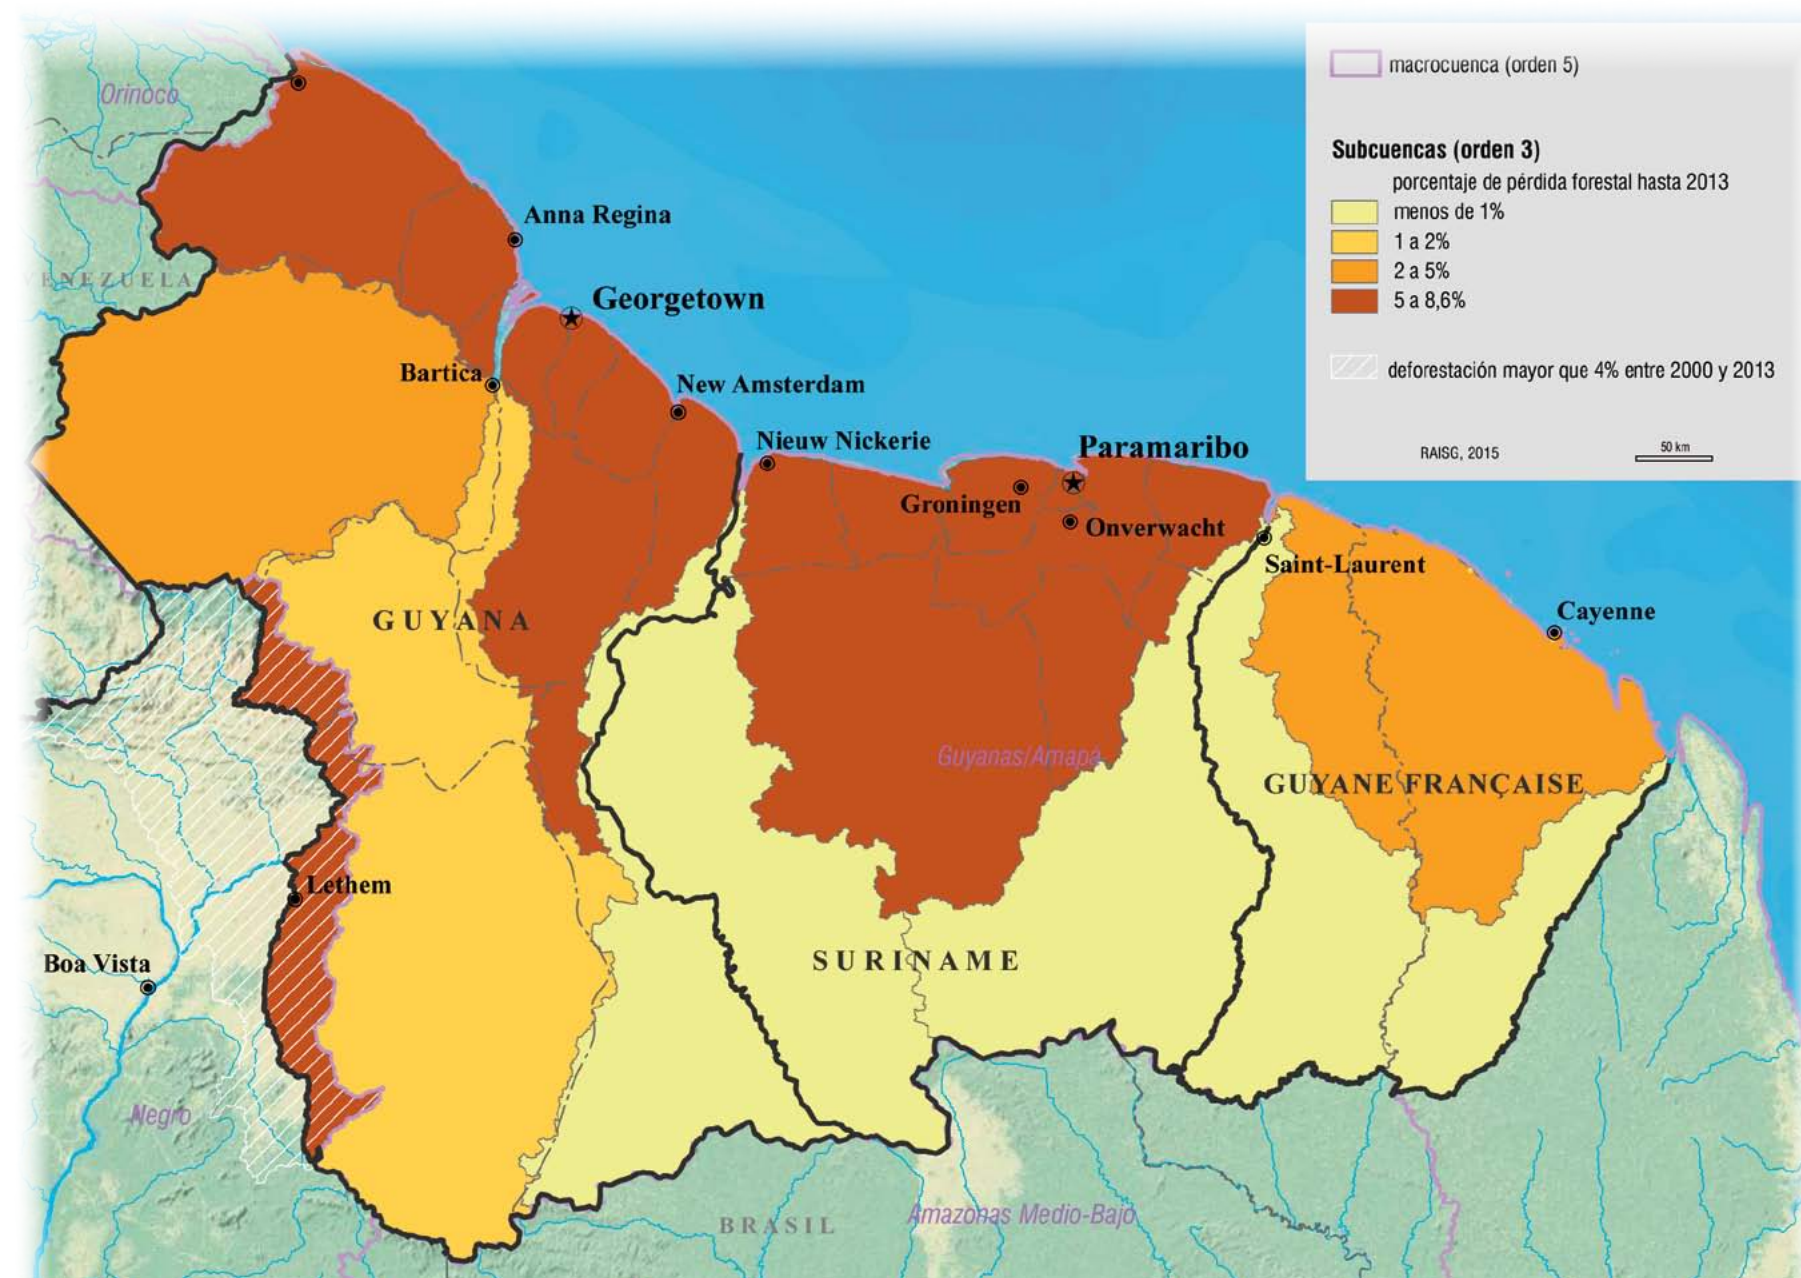 macrocuenca (orden 5)
Subcuencas (orden 3)
porcentaje de pérdida forestal hasta 2013
menos de 1%
1 a 2%
2 a 5%
5 a 8,6%
deforestación mayor que 4% entre 2000 y 2013
RAISG, 2015
50 km
Orinoco
Anna Regina
VENEZUELA
Georgetown
Bartica
New Amsterdam
Nieuw Nickerie
Paramaribo
Groningen
Onverwacht
Saint-Laurent
Cayenne
GUYANA
Guyanas/Amapá
GUYANE FRANÇAISE
Lethem
Boa Vista
SURINAME
Negro
BRASIL
Amazonas Medio-Bajo